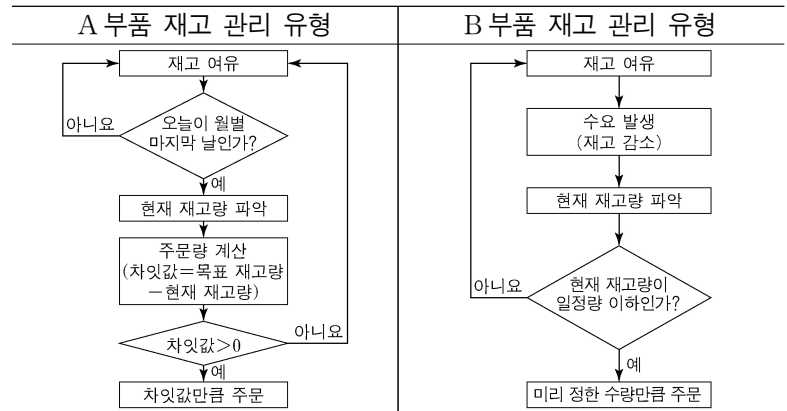 A 부품 재고 관리 유형
재고 여유
아니요
오늘이 월별
마지막 날인가?
예
현재 재고량 파악
주문량 계산
(차잇값=목표 재고량
-현재 재고량)
아니요
차잇값>0
예
차잇값만큼 주문
B 부품 재고 관리 유형
재고 여유
수요 발생
(재고 감소)
현재 재고량 파악
아니요
현재 재고량이
일정량 이하인가?
예
미리 정한 수량만큼 주문